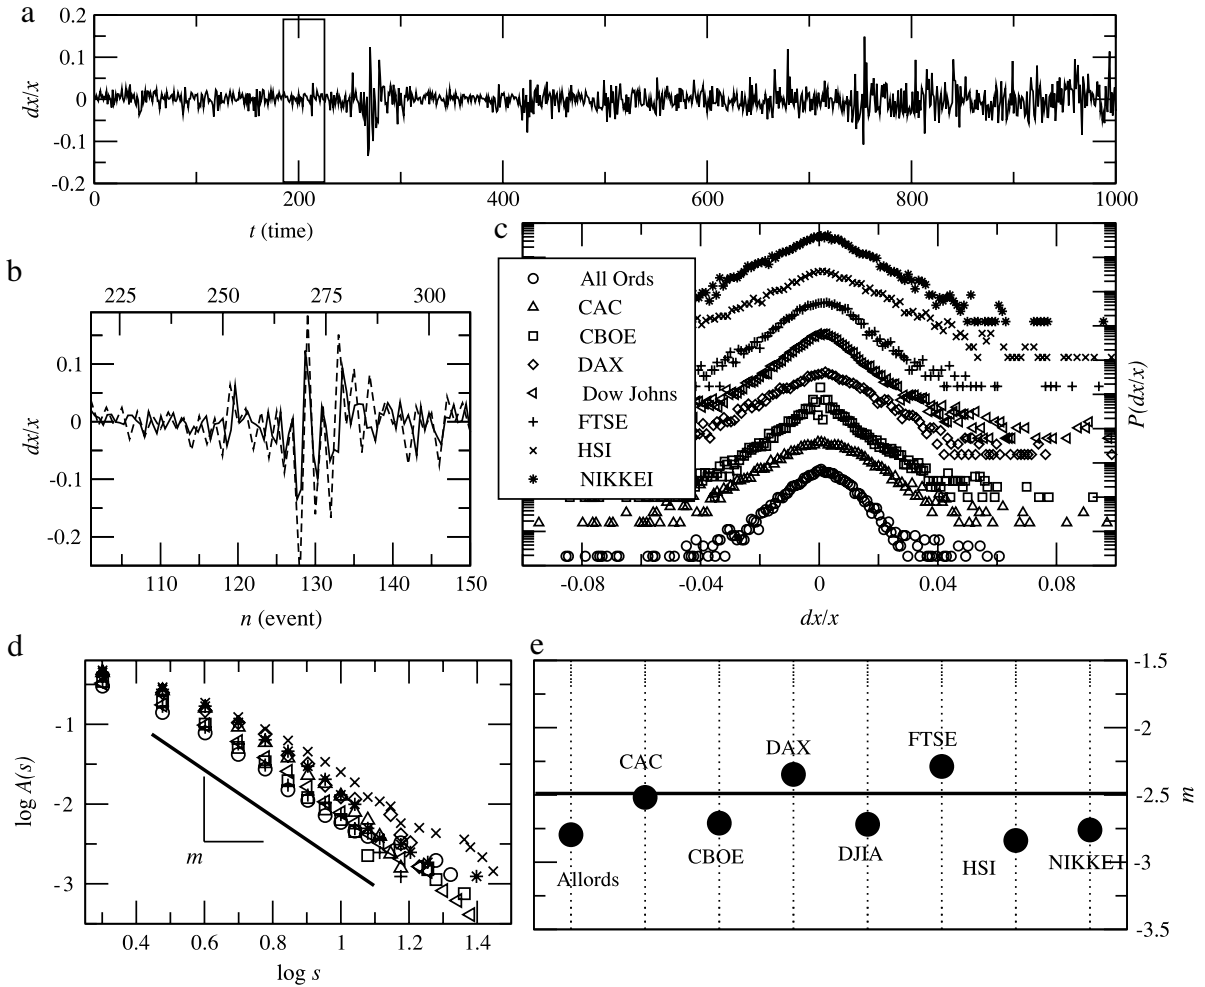 a
0.2
0.1
0
-0.1
-0.2
dx/x
0 200 400 600 800 1000
t (time)
b
225 250 275 300
0.1
0
-0.1
-0.2
dx/x
110 120 130 140 150
n (event)
c
All Ords
CAC
CBOE
DAX
Dow Johns
FTSE
HSI
NIKKEI
P(dx/x)
-0.08 -0.04 0 0.04 0.08
dx/x
d
-1
-2
-3
log A(s)
m
0.4 0.6 0.8 1 1.2 1.4
log s
e
-1.5
-2
-2.5
-3
-3.5
m
Allords
CAC
CBOE
DAX
DJIA
FTSE
HSI
NIKKEI